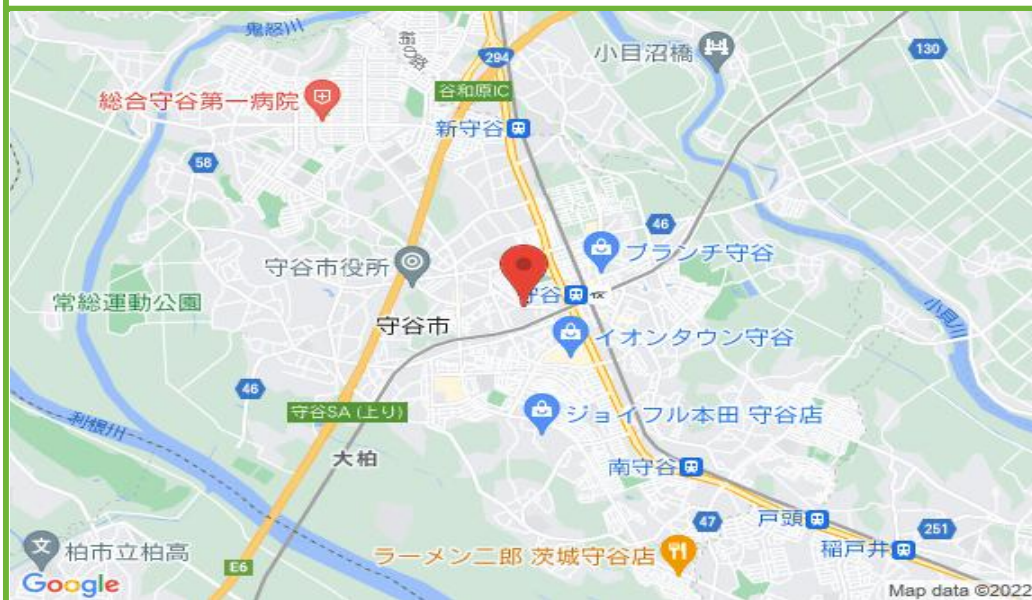 鬼怒川
294
小目沼橋
130
総合守谷第一病院
谷和原IC
新守谷
58
46
ブランチ守谷
守谷市役所
常総運動公園
守谷
小貝川
守谷市
イオンタウン守谷
46
守谷SA (上り)
ジョイフル本田 守谷店
利根川
大柏
南守谷
47
戸頭
251
柏市立柏高
ラーメン二郎 茨城守谷店
稲戸井
E6
Google
Map data ©2022